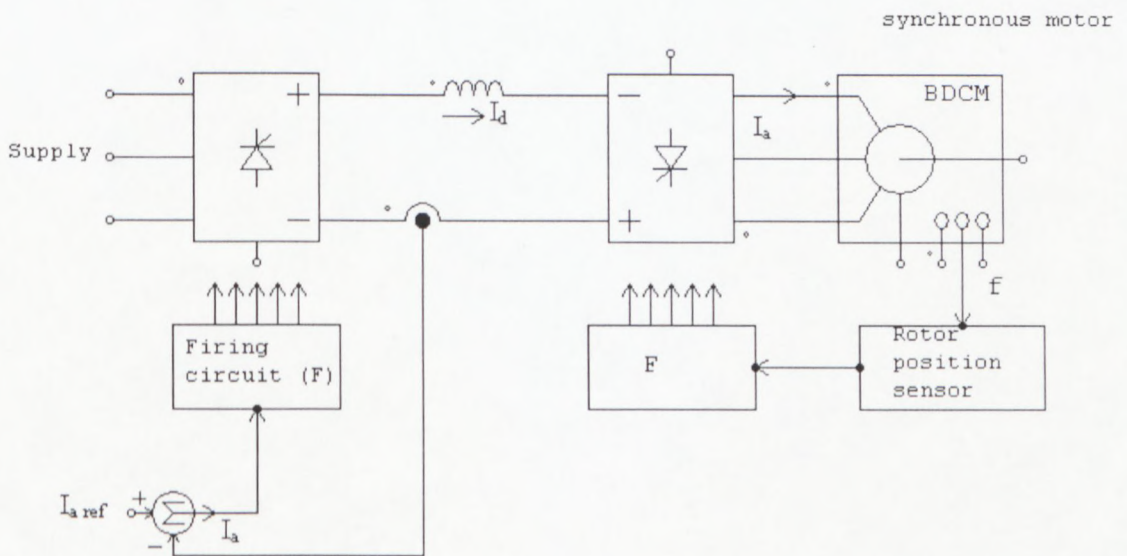 synchronous motor
BDCM
+
−
I_d
−
+
I_a
Supply
f
Firing
circuit (F)
F
Rotor
position
sensor
I_a ref
+
Σ
−
I_a